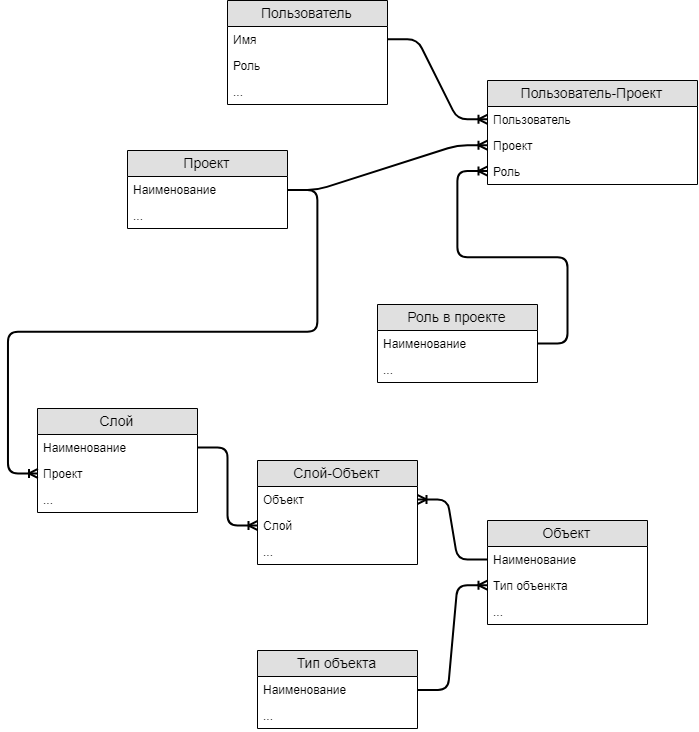 Пользователь
Имя
Роль
...
Пользователь-Проект
Пользователь
Проект
Роль
Проект
Наименование
...
Роль в проекте
Наименование
...
Слой
Наименование
Проект
...
Слой-Объект
Объект
Слой
...
Объект
Наименование
Тип объенкта
...
Тип объекта
Наименование
...